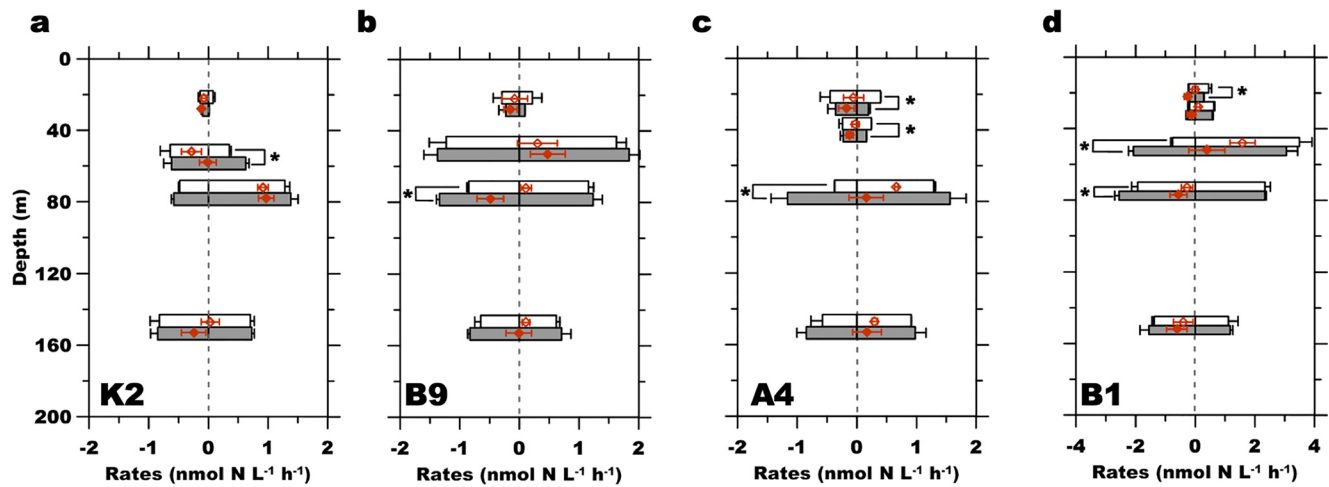 a b c d
0
40
80
120
160
200
Depth (m)
* * * * * * * *
K2 B9 A4 B1
-2 -1 0 1 2 -2 -1 0 1 2 -2 -1 0 1 2 -4 -2 0 2 4
Rates (nmol N L⁻¹ h⁻¹) Rates (nmol N L⁻¹ h⁻¹) Rates (nmol N L⁻¹ h⁻¹) Rates (nmol N L⁻¹ h⁻¹)